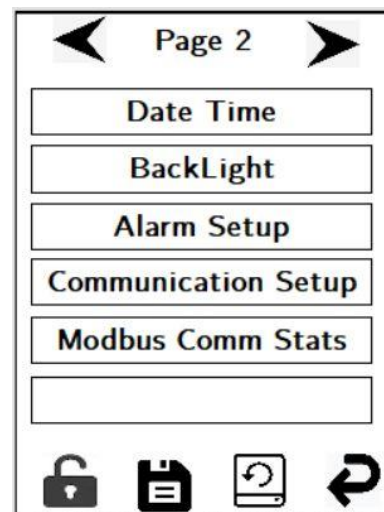 Page 2
Date Time
BackLight
Alarm Setup
Communication Setup
Modbus Comm Stats